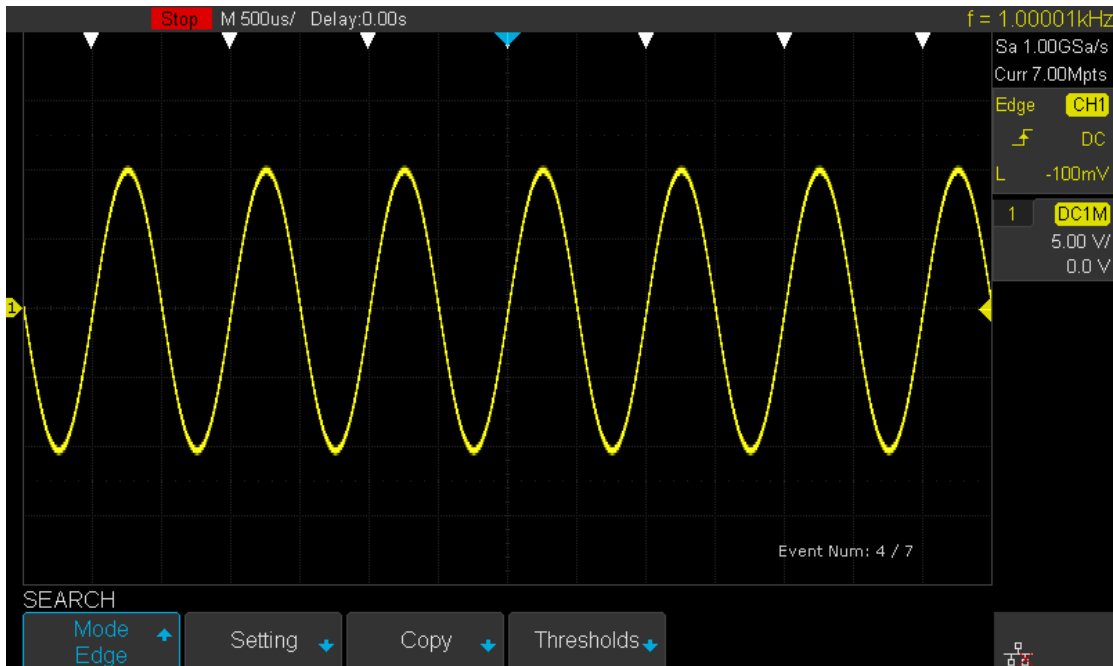 Stop M 500us/ Delay:0.00s f = 1.00001kHz
Sa 1.00GSa/s
Curr 7.00Mpts
Edge CH1
DC
L -100mV
1 DC1M
5.00 V/
0.0 V
1
Event Num: 4 / 7
SEARCH
Mode
Edge
Setting
Copy
Thresholds